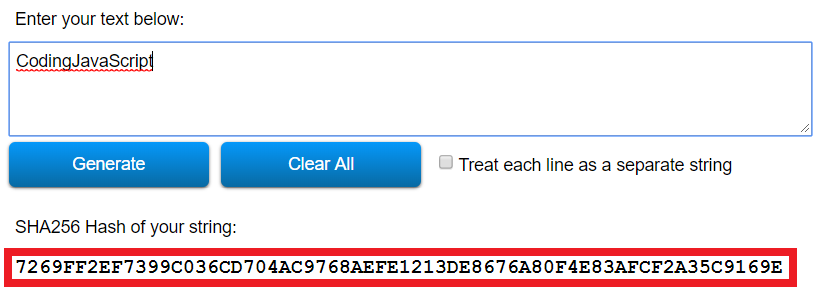 Enter your text below:
CodingJavaScript
Generate
Clear All
Treat each line as a separate string
SHA256 Hash of your string:
7269FF2EF7399C036CD704AC9768AEFE1213DE8676A80F4E83AFCF2A35C9169E